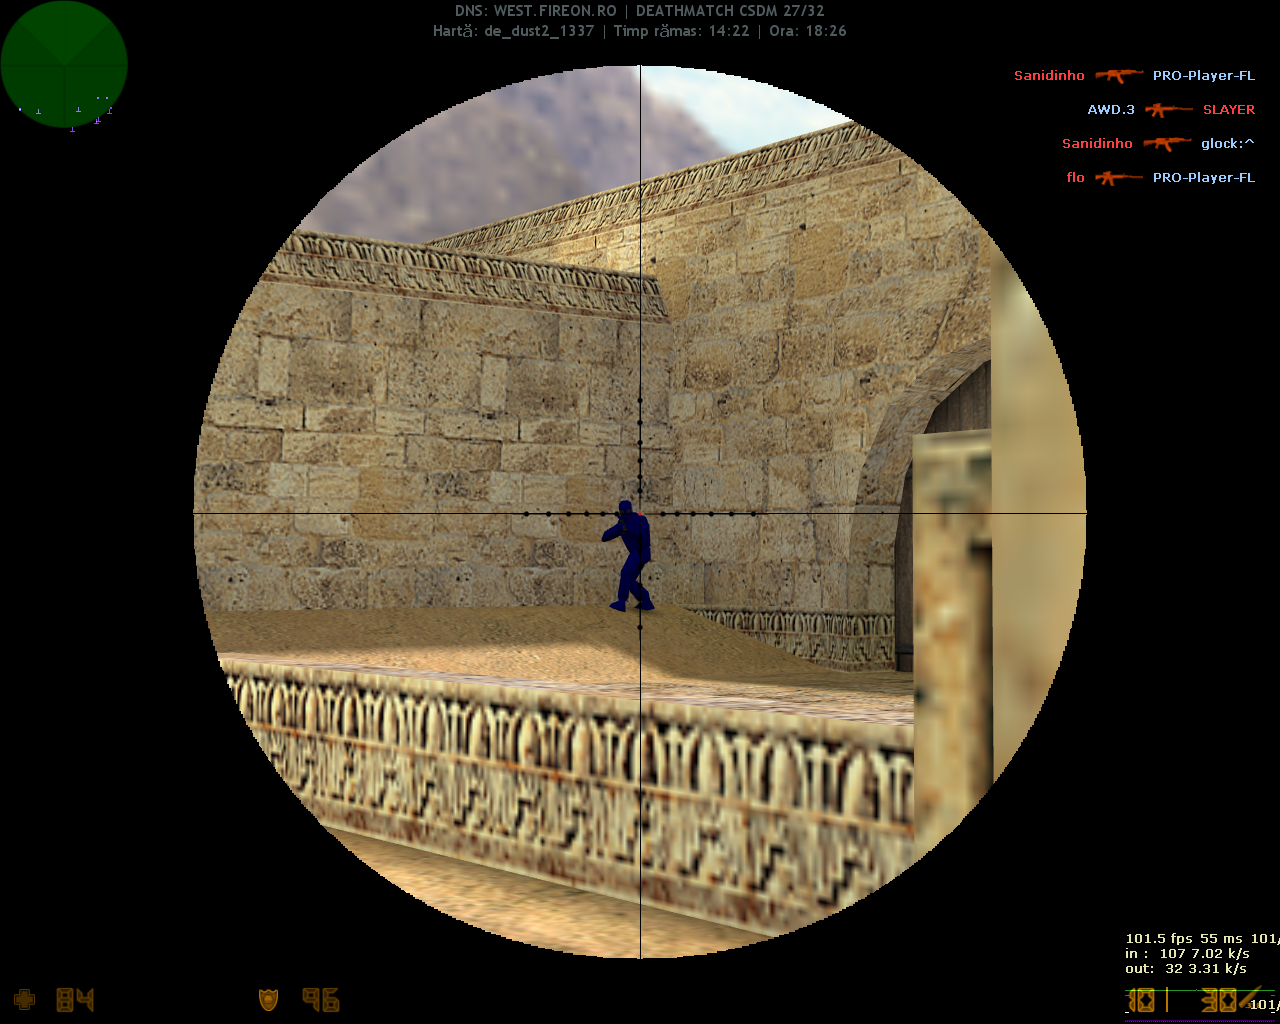 DNS: WEST.FIREON.RO | DEATHMATCH CSDM 27/32
Hartă: de_dust2_1337 | Timp rămas: 14:22 | Ora: 18:26
Sanidinho PRO-Player-FL
AWD.3 SLAYER
Sanidinho glock:^
flo PRO-Player-FL
101.5 fps 55 ms 101/
in : 107 7.02 k/s
out: 32 3.31 k/s
84 96 10 | 30 101/